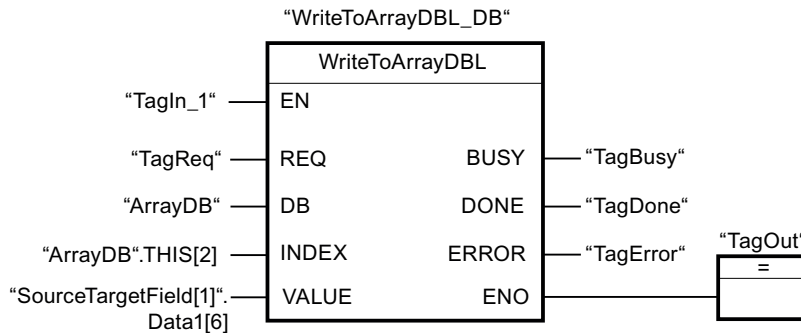 “WriteToArrayDBL_DB“
WriteToArrayDBL
“TagIn_1“ EN
“TagReq“ REQ BUSY “TagBusy“
“ArrayDB“ DB DONE “TagDone“
“ArrayDB“.THIS[2] INDEX ERROR “TagError“
“TagOut“
=
“SourceTargetField[1]“. VALUE ENO
Data1[6]